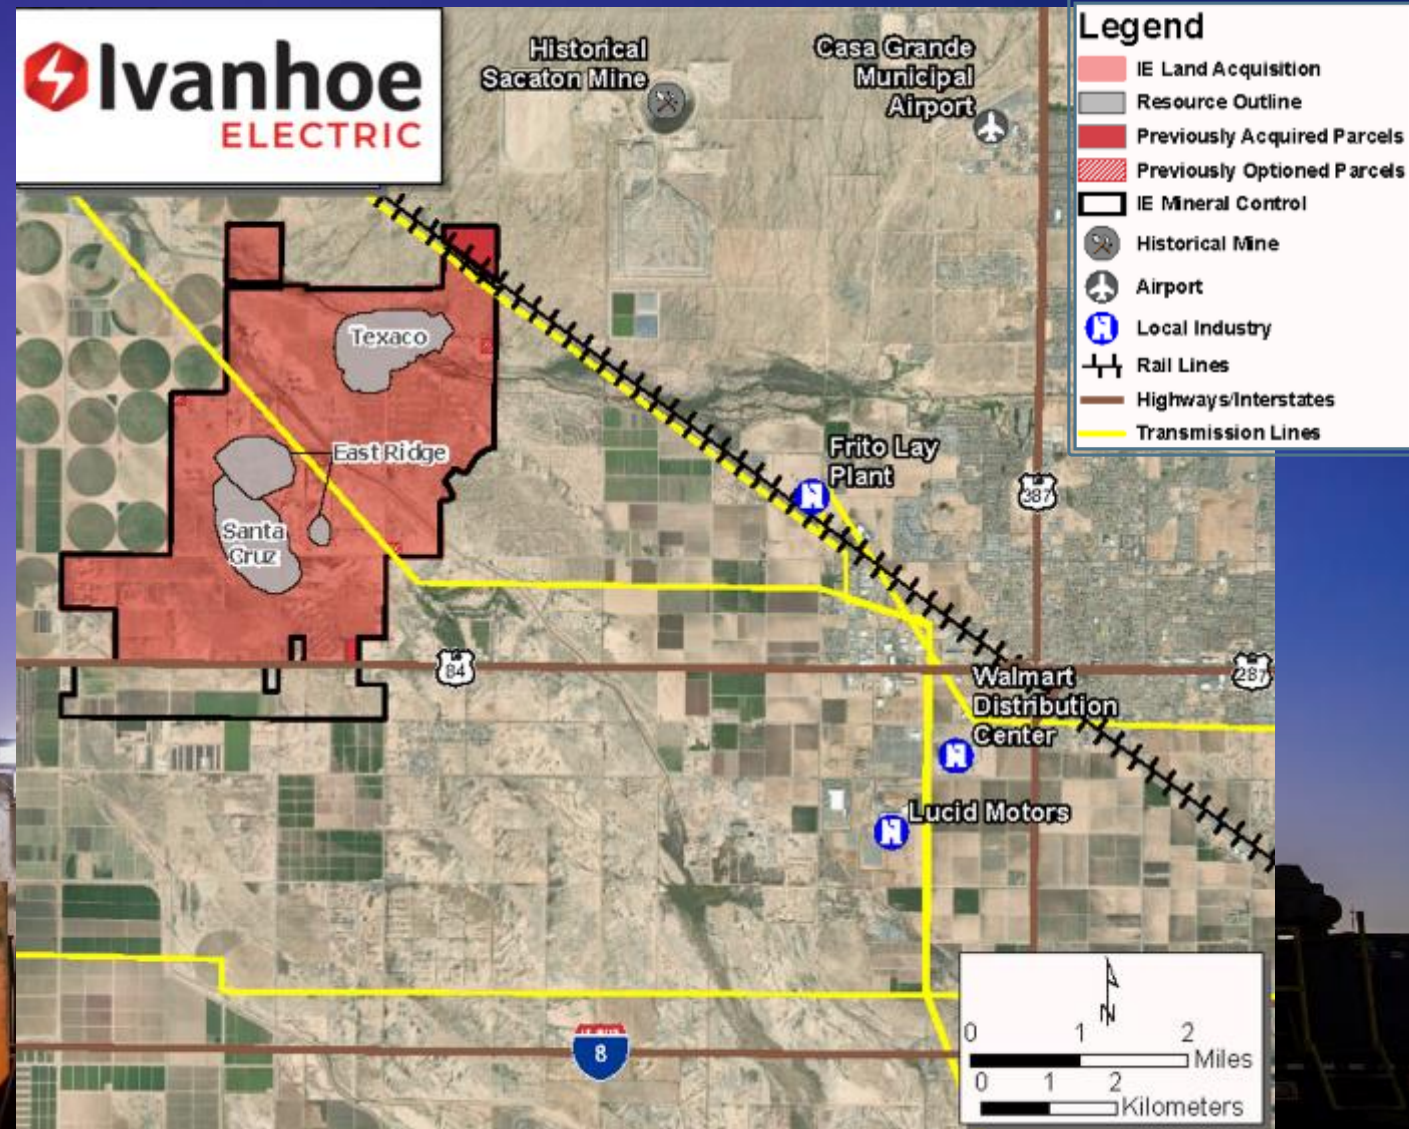 Ivanhoe
ELECTRIC
Historical
Sacaton Mine
Casa Grande
Municipal
Airport
Legend
IE Land Acquisition
Resource Outline
Previously Acquired Parcels
Previously Optioned Parcels
IE Mineral Control
Historical Mine
Airport
Local Industry
Rail Lines
Highways/Interstates
Transmission Lines
Texaco
East Ridge
Santa
Cruz
Frito Lay
Plant
387
84
287
Walmart
Distribution
Center
Lucid Motors
8
N
0 1 2
Miles
0 1 2
Kilometers